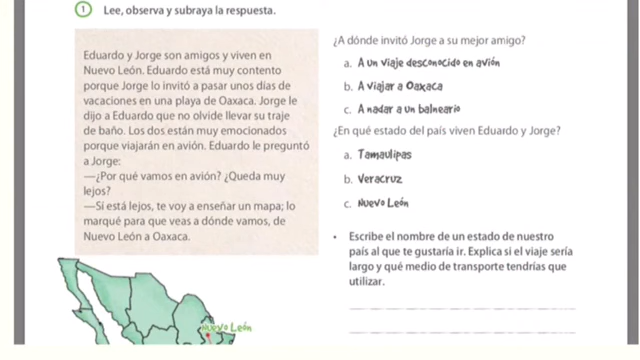 1 Lee, observa y subraya la respuesta.
Eduardo y Jorge son amigos y viven en
Nuevo León. Eduardo está muy contento
porque Jorge lo invitó a pasar unos días de
vacaciones en una playa de Oaxaca. Jorge le
dijo a Eduardo que no olvide llevar su traje
de baño. Los dos están muy emocionados
porque viajarán en avión. Eduardo le preguntó
a Jorge:
—¿Por qué vamos en avión? ¿Queda muy
lejos?
—Sí está lejos, te voy a enseñar un mapa; lo
marqué para que veas a dónde vamos, de
Nuevo León a Oaxaca.
Nuevo León
¿A dónde invitó Jorge a su mejor amigo?
a. A un viaje desconocido en avión
b. A viajar a Oaxaca
c. A nadar a un balneario
¿En qué estado del país viven Eduardo y Jorge?
a. Tamaulipas
b. Veracruz
c. Nuevo León
• Escribe el nombre de un estado de nuestro
país al que te gustaría ir. Explica si el viaje sería
largo y qué medio de transporte tendrías que
utilizar.